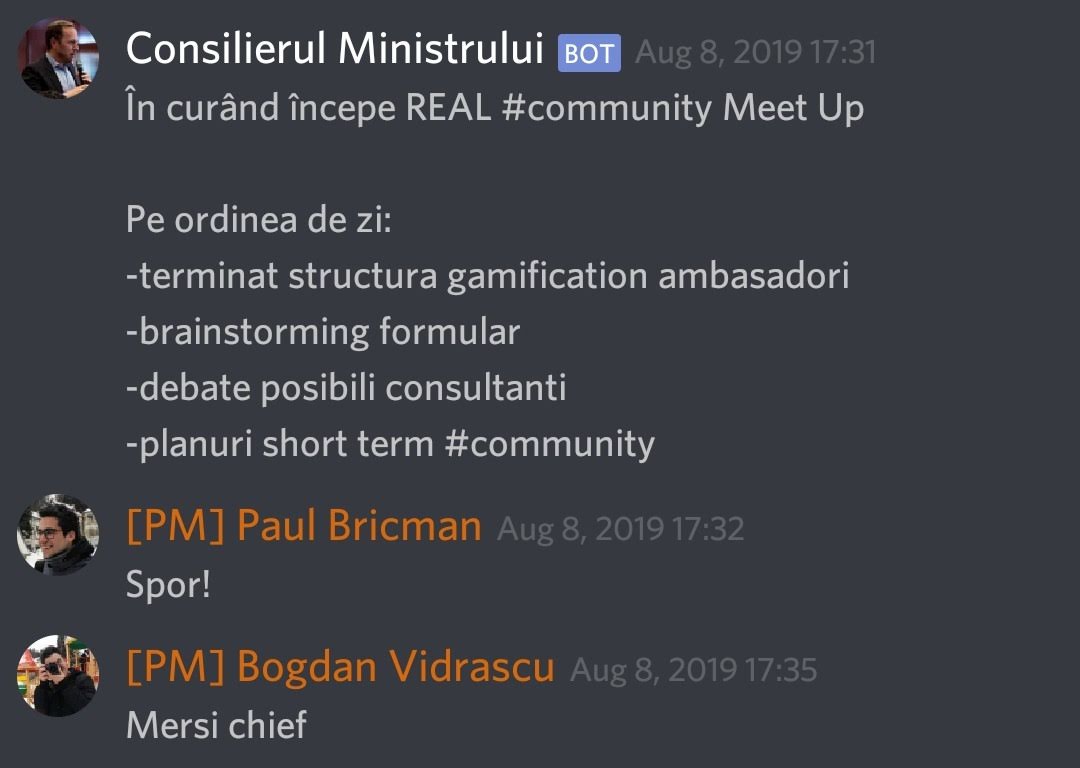 Consilierul Ministrului BOT Aug 8, 2019 17:31
În curând începe REAL #community Meet Up
Pe ordinea de zi:
-terminat structura gamification ambasadori
-brainstorming formular
-debate posibili consultanti
-planuri short term #community
[PM] Paul Bricman Aug 8, 2019 17:32
Spor!
[PM] Bogdan Vidrascu Aug 8, 2019 17:35
Mersi chief